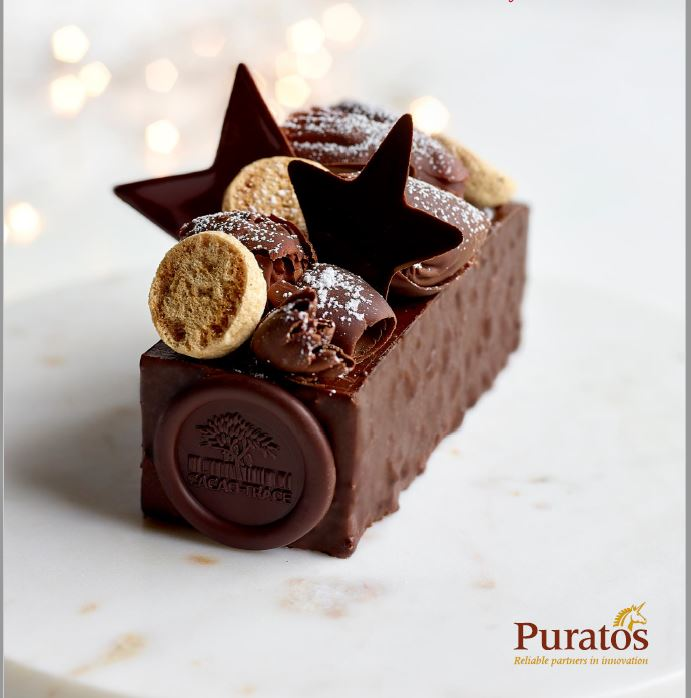 CACAO-TRACE
Puratos
Reliable partners in innovation